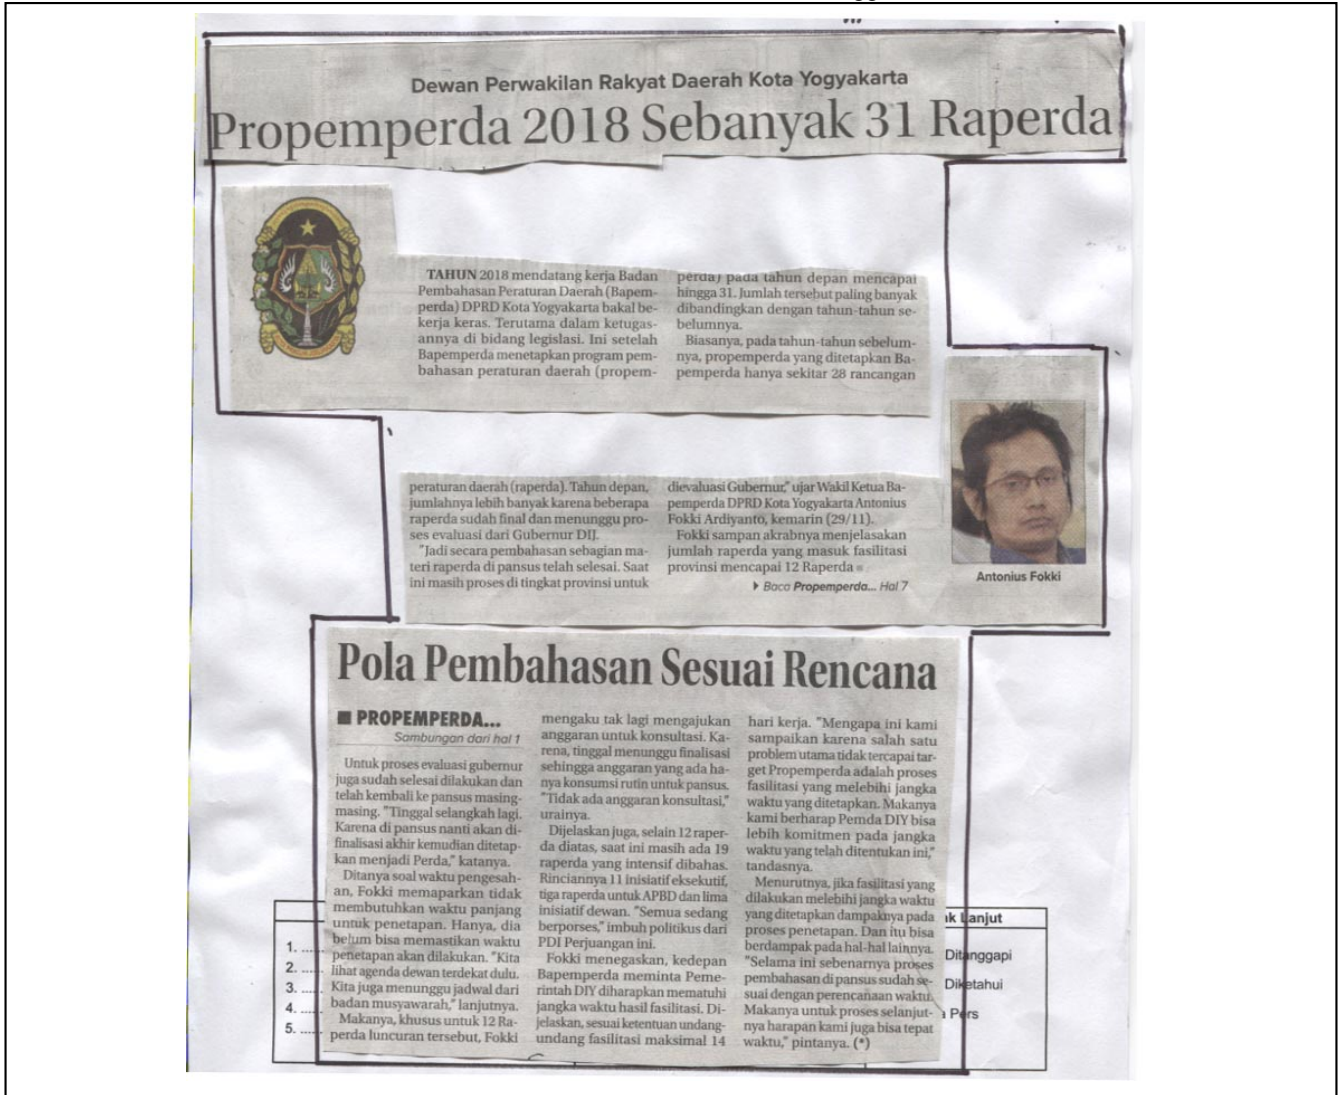 Dewan Perwakilan Rakyat Daerah Kota Yogyakarta
Propemperda 2018 Sebanyak 31 Raperda
TAHUN 2018 mendatang kerja Badan
Pembahasan Peraturan Daerah (Bapem-
perda) DPRD Kota Yogyakarta bakal be-
kerja keras. Terutama dalam ketugas-
annya di bidang legislasi. Ini setelah
Bapemperda menetapkan program pem-
bahasan peraturan daerah (propem-
perda) pada tahun depan mencapai
hingga 31. Jumlah tersebut paling banyak
dibandingkan dengan tahun-tahun se-
belumnya.
Biasanya, pada tahun-tahun sebelum-
nya, propemperda yang ditetapkan Ba-
pemperda hanya sekitar 28 rancangan
peraturan daerah (raperda). Tahun depan,
jumlahnya lebih banyak karena beberapa
raperda sudah final dan menunggu pro-
ses evaluasi dari Gubernur DIJ.
"Jadi secara pembahasan sebagian ma-
teri raperda di pansus telah selesai. Saat
ini masih proses di tingkat provinsi untuk
dievaluasi Gubernur," ujar Wakil Ketua Ba-
pemperda DPRD Kota Yogyakarta Antonius
Fokki Ardiyanto, kemarin (29/11).
Fokki sampan akrabnya menjelasakan
jumlah raperda yang masuk fasilitasi
provinsi mencapai 12 Raperda
Baca Propemperda... Hal 7
Antonius Fokki
Pola Pembahasan Sesuai Rencana
PROPEMPERDA...
Sambungan dari hal 1
Untuk proses evaluasi gubernur
juga sudah selesai dilakukan dan
telah kembali ke pansus masing-
masing. "Tinggal selangkah lagi.
Karena di pansus nanti akan di-
finalisasi akhir kemudian ditetap-
kan menjadi Perda," katanya.
Ditanya soal waktu pengesah-
an, Fokki memaparkan tidak
membutuhkan waktu panjang
untuk penetapan. Hanya, dia
belum bisa memastikan waktu
penetapan akan dilakukan. "Kita
lihat agenda dewan terdekat dulu.
Kita juga menunggu jadwal dari
badan musyawarah," lanjutnya.
Makanya, khusus untuk 12 Ra-
perda luncuran tersebut, Fokki
mengaku tak lagi mengajukan
anggaran untuk konsultasi. Ka-
rena, tinggal menunggu finalisasi
sehingga anggaran yang ada ha-
nya konsumsi rutin untuk pansus.
"Tidak ada anggaran konsultasi,"
urainya.
Dijelaskan juga, selain 12 raper-
da diatas, saat ini masih ada 19
raperda yang intensif dibahas.
Rinciannya 11 inisiatif eksekutif,
tiga raperda untuk APBD dan lima
inisiatif dewan. "Semua sedang
berporses," imbuh politikus dari
PDI Perjuangan ini.
Fokki menegaskan, kedepan
Bapemperda meminta Peme-
rintah DIY diharapkan mematuhi
jangka waktu hasil fasilitasi. Di-
jelaskan, sesuai ketentuan undang-
undang fasilitasi maksimal 14
hari kerja. "Mengapa ini kami
sampaikan karena salah satu
problem utama tidak tercapai tar-
get Propemperda adalah proses
fasilitasi yang melebihi jangka
waktu yang ditetapkan. Makanya
kami berharap Pemda DIY bisa
lebih komitmen pada jangka
waktu yang telah ditentukan ini,"
tandasnya.
Menurutnya, jika fasilitasi yang
dilakukan melebihi jangka waktu
yang ditetapkan dampaknya pada
proses penetapan. Dan itu bisa
berdampak pada hal-hal lainnya.
"Selama ini sebenarnya proses
pembahasan di pansus sudah se-
suai dengan perencanaan waktu.
Makanya untuk proses selanjut-
nya harapan kami juga bisa tepat
waktu," pintanya. (*)
1. .....
2. .....
3. .....
4. .....
5. .....
ak Lanjut
Ditanggapi
Diketahui
Pers